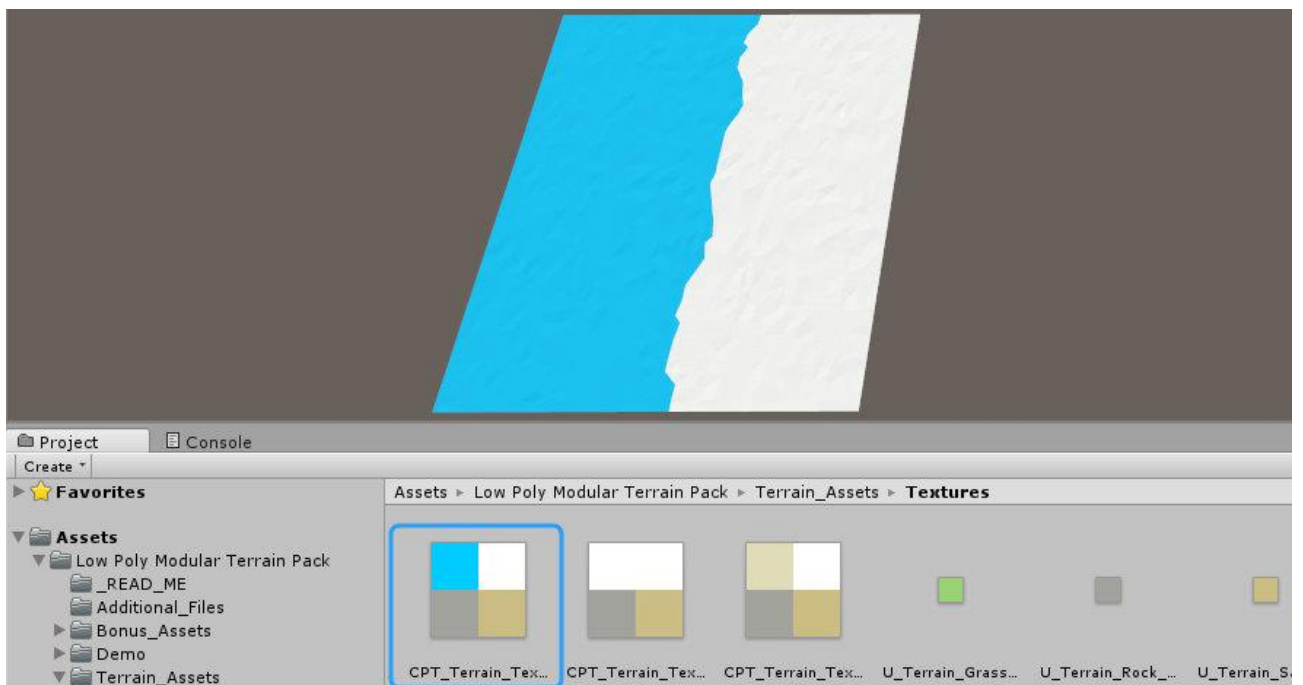 Project
Console
Create
Favorites
Assets
Low Poly Modular Terrain Pack
_READ_ME
Additional_Files
Bonus_Assets
Demo
Terrain_Assets
Assets ▸ Low Poly Modular Terrain Pack ▸ Terrain_Assets ▸ Textures
CPT_Terrain_Tex... CPT_Terrain_Tex... CPT_Terrain_Tex... U_Terrain_Grass... U_Terrain_Rock_... U_Terrain_S